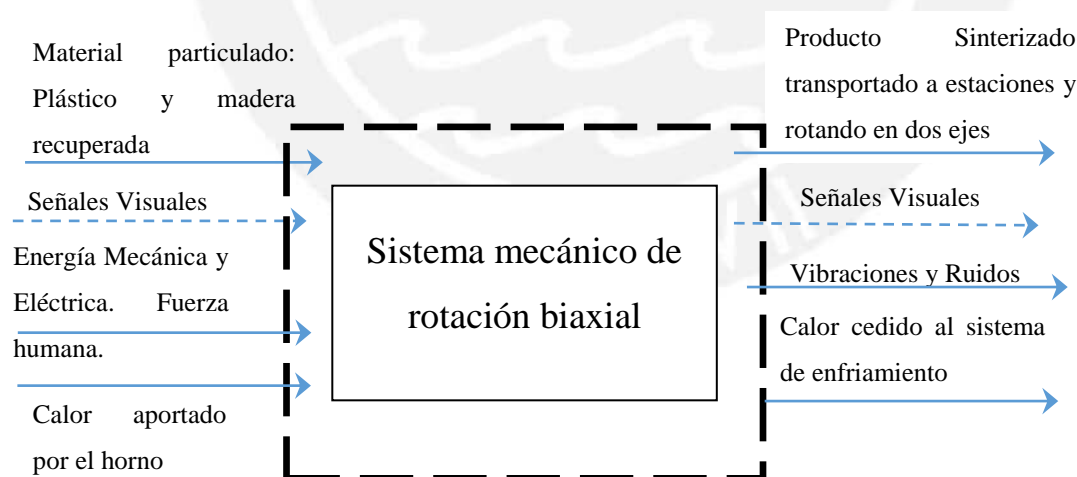 Material particulado:
Plástico y madera
recuperada
Señales Visuales
Energía Mecánica y
Eléctrica. Fuerza
humana.
Calor aportado
por el horno
Sistema mecánico de
rotación biaxial
Producto Sinterizado
transportado a estaciones y
rotando en dos ejes
Señales Visuales
Vibraciones y Ruidos
Calor cedido al sistema
de enfriamiento